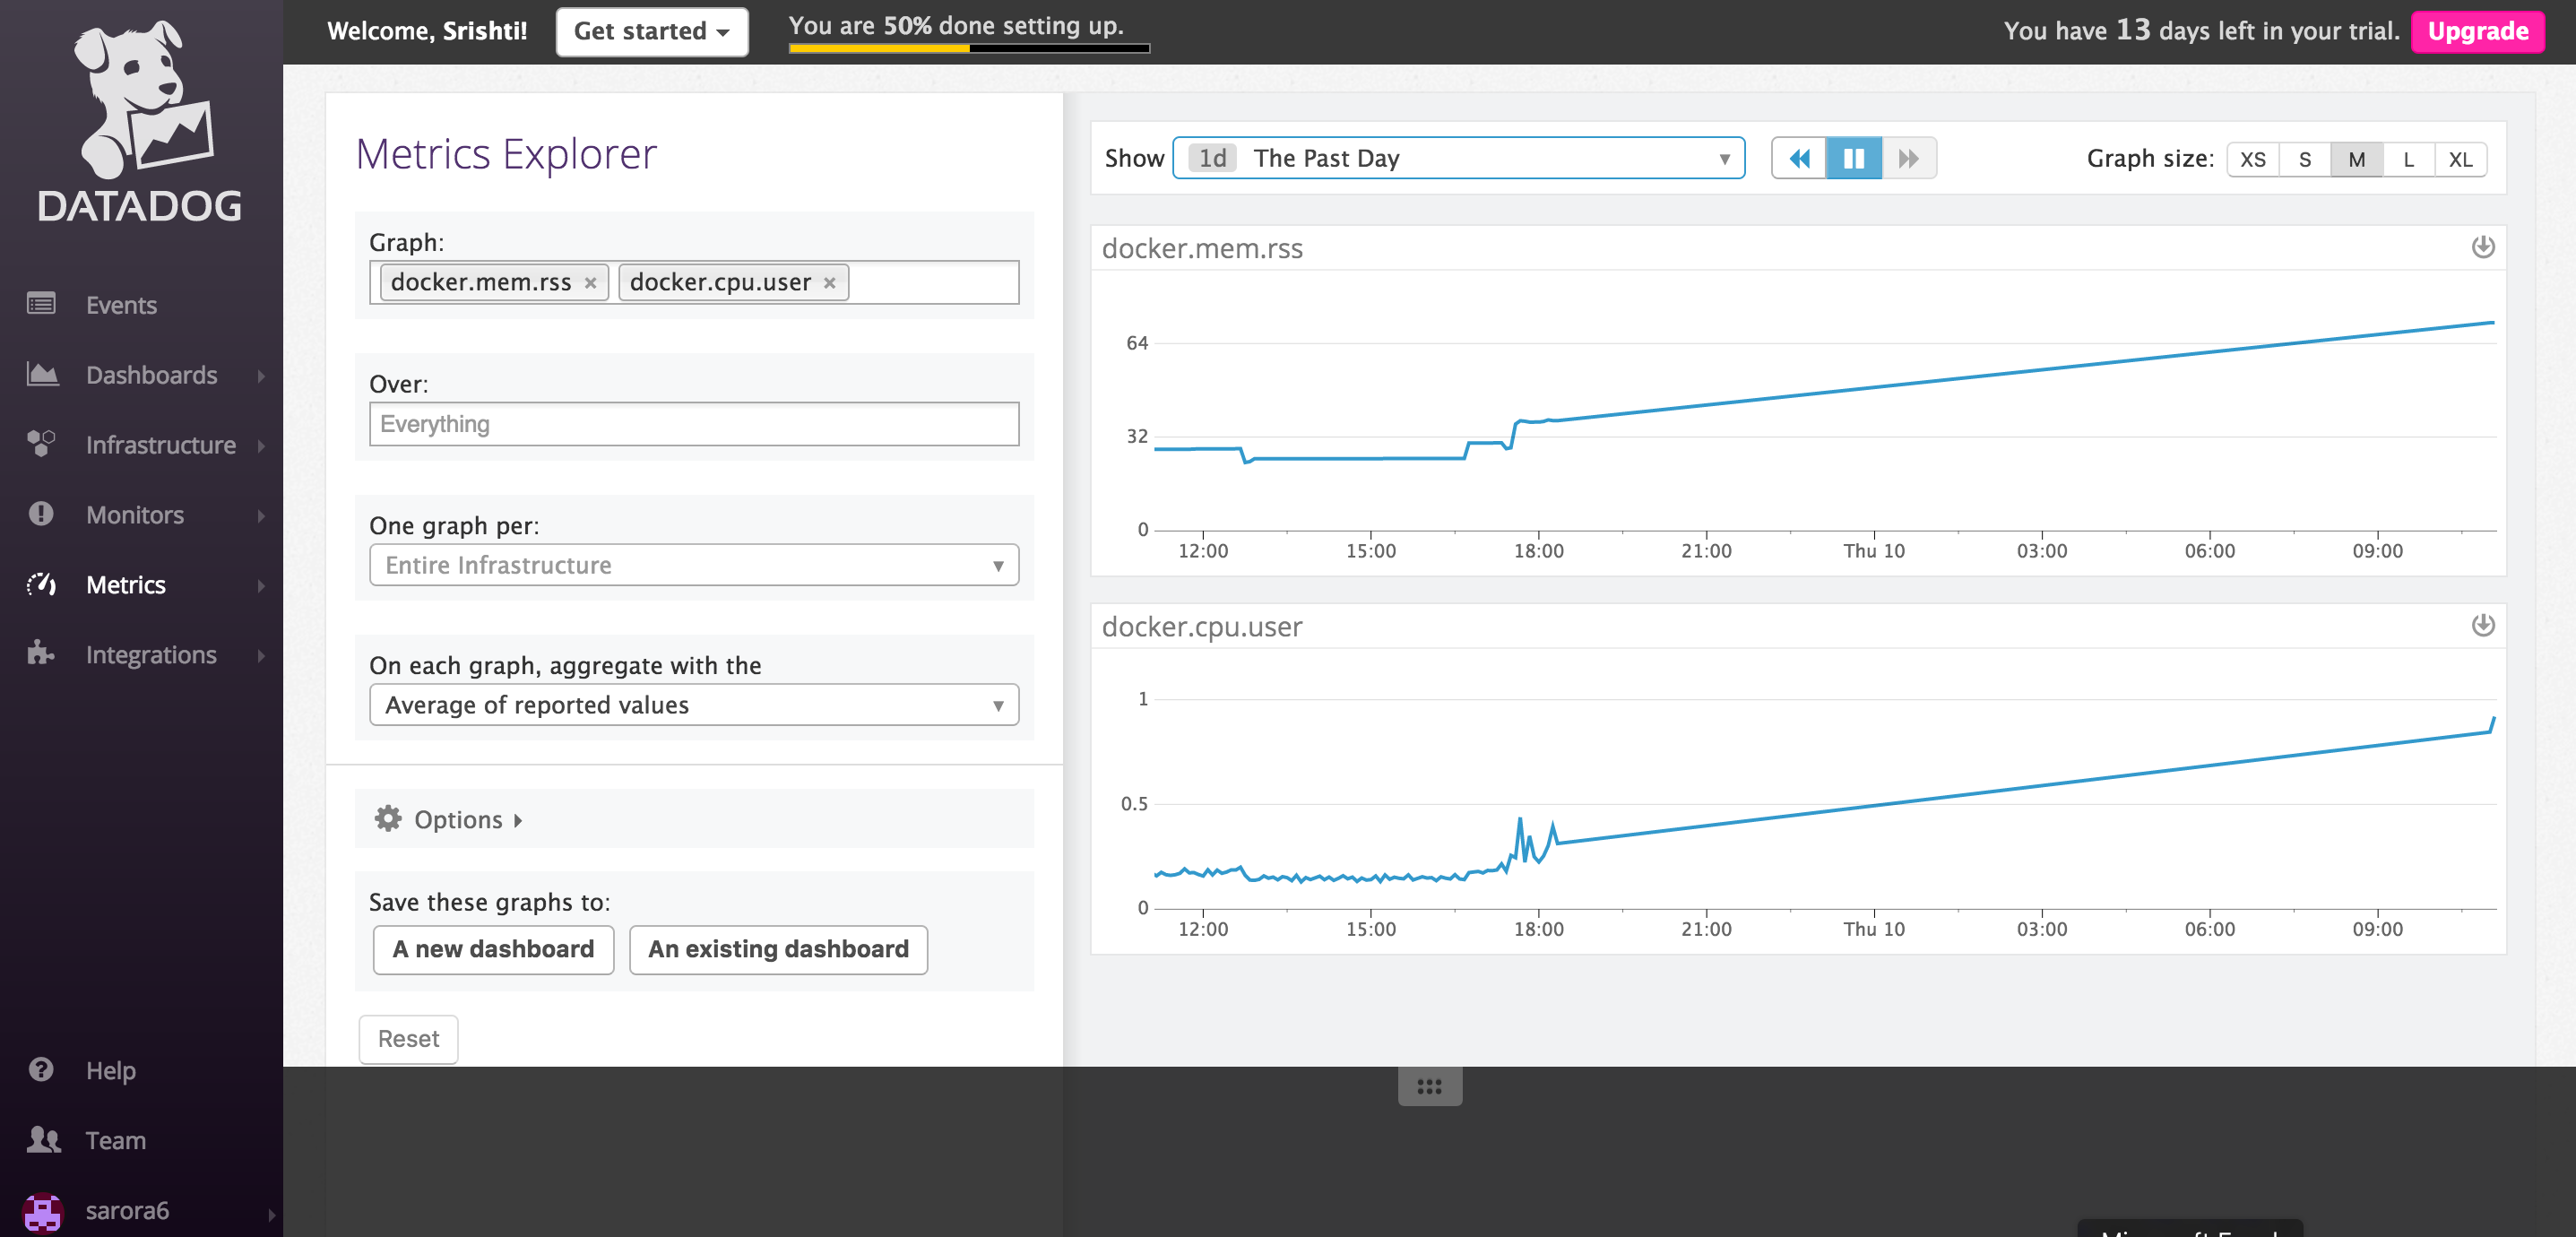 DATADOG
Events
Dashboards
Infrastructure
Monitors
Metrics
Integrations
Help
Team
sarora6
Welcome, Srishti!
Get started
You are 50% done setting up.
You have 13 days left in your trial.
Upgrade
Metrics Explorer
Graph:
docker.mem.rss × docker.cpu.user ×
Over:
Everything
One graph per:
Entire Infrastructure
On each graph, aggregate with the
Average of reported values
Options
Save these graphs to:
A new dashboard An existing dashboard
Reset
Show 1d The Past Day
Graph size: XS S M L XL
docker.mem.rss
64
32
0
12:00 15:00 18:00 21:00 Thu 10 03:00 06:00 09:00
docker.cpu.user
1
0.5
0
12:00 15:00 18:00 21:00 Thu 10 03:00 06:00 09:00